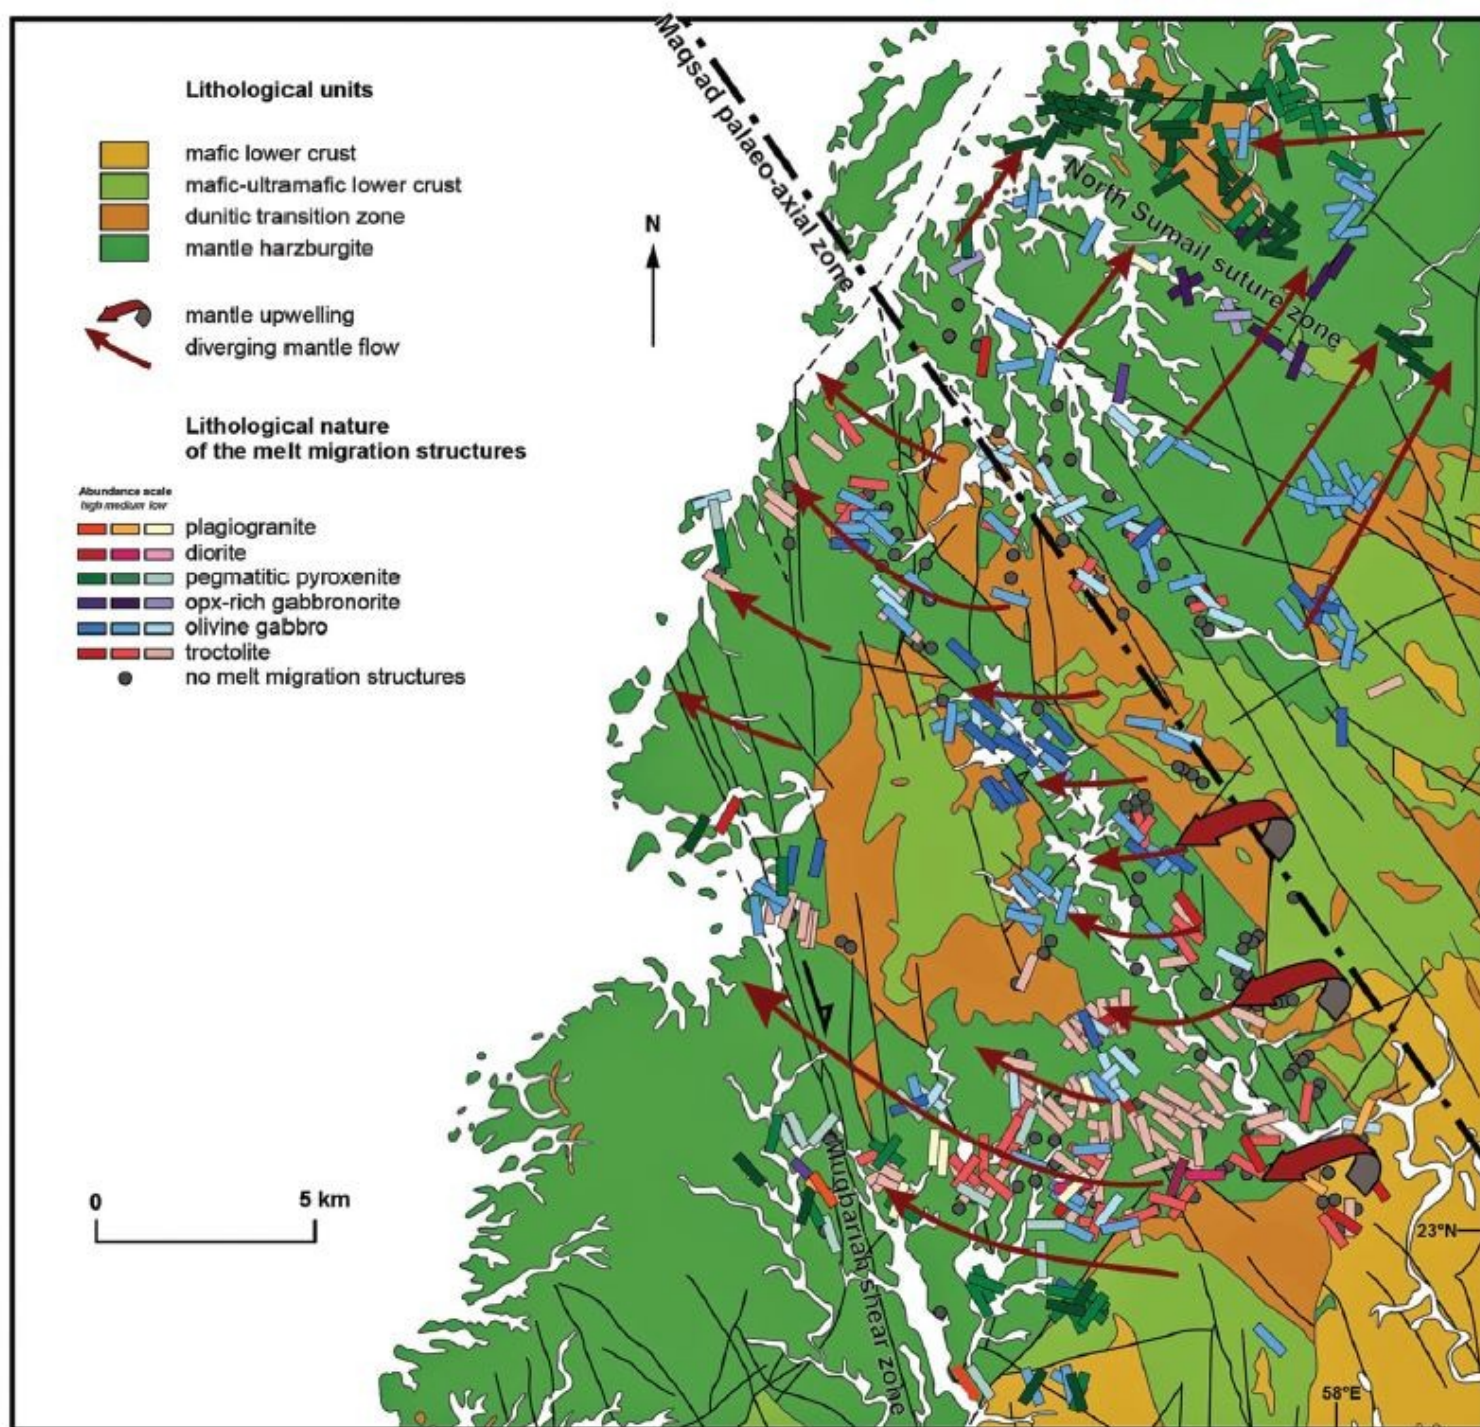 Maqsad palaeo-axial zone
Lithological units
mafic lower crust
mafic-ultramafic lower crust
dunitic transition zone
mantle harzburgite
mantle upwelling
diverging mantle flow
Lithological nature
of the melt migration structures
Abundance scale
high medium low
plagiogranite
diorite
pegmatitic pyroxenite
opx-rich gabbronorite
olivine gabbro
troctolite
no melt migration structures
N
North Sumail suture zone
0 5 km
Muqbariah shear zone
23°N
58°E